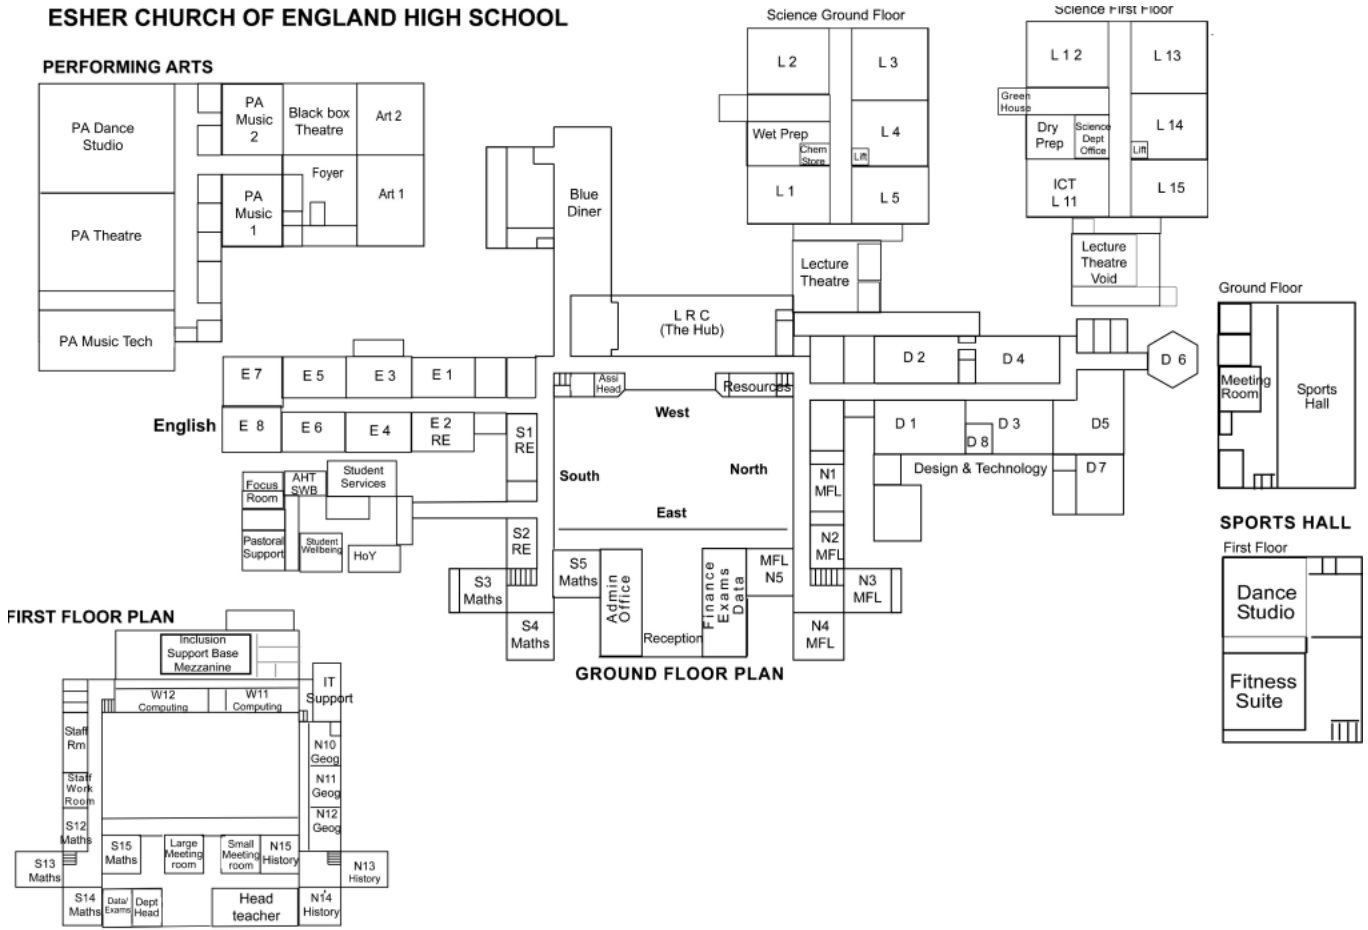 ESHER CHURCH OF ENGLAND HIGH SCHOOL
Science Ground Floor
Science First Floor
PERFORMING ARTS
PA Dance
Studio
PA
Music
2
Black box
Theatre
Art 2
Foyer
PA
Music
1
Art 1
PA Theatre
PA Music Tech
Blue
Diner
L 2
L 3
Wet Prep
Chem
Store
L 4
Lift
L 1
L 5
Lecture
Theatre
L 1 2
L 13
Green
House
Dry
Prep
Science
Dept
Office
L 14
Lift
ICT
L 11
L 15
Lecture
Theatre
Void
L R C
(The Hub)
E 7
E 5
E 3
E 1
English
E 8
E 6
E 4
E 2
RE
S1
RE
Assi
Head
Resources
West
South
North
East
D 2
D 4
D 6
D 1
D 3
D 8
D5
Design & Technology
D 7
N1
MFL
N2
MFL
Focus
Room
AHT
SWB
Student
Services
Pastoral
Support
Student
Wellbeing
HoY
S2
RE
S3
Maths
S4
Maths
S5
Maths
Admin
Office
Reception
Finance
Exams
Data
MFL
N5
N3
MFL
N4
MFL
GROUND FLOOR PLAN
Ground Floor
Meeting
Room
Sports
Hall
SPORTS HALL
First Floor
Dance
Studio
Fitness
Suite
FIRST FLOOR PLAN
Inclusion
Support Base
Mezzanine
IT
Support
W12
Computing
W11
Computing
Staff
Rm
Staff
Work
Room
S12
Maths
S13
Maths
S14
Maths
S15
Maths
Large
Meeting
room
Small
Meeting
room
N15
History
N10
Geog
N11
Geog
N12
Geog
N13
History
N14
History
Data/
Exams
Dept
Head
Head
teacher